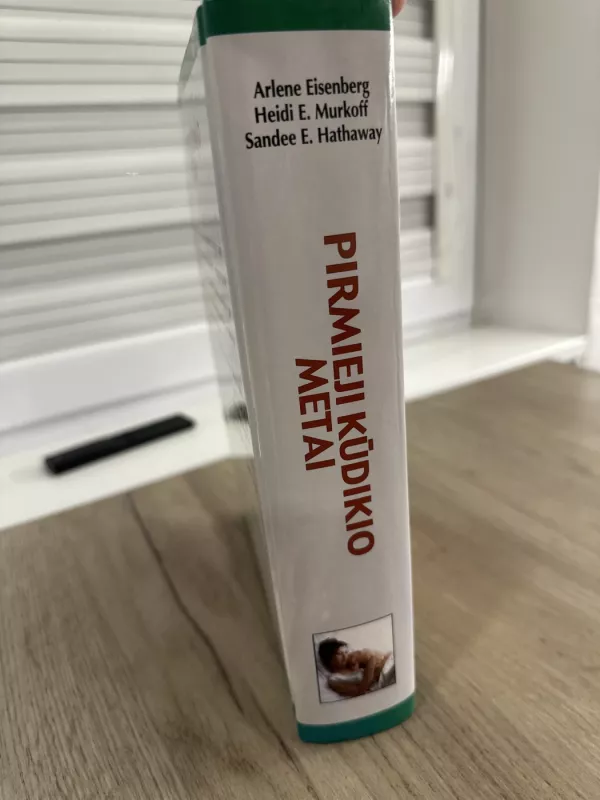 Arlene Eisenberg
Heidi E. Murkoff
Sandee E. Hathaway
PIRMIEJI KŪDIKIO
METAI